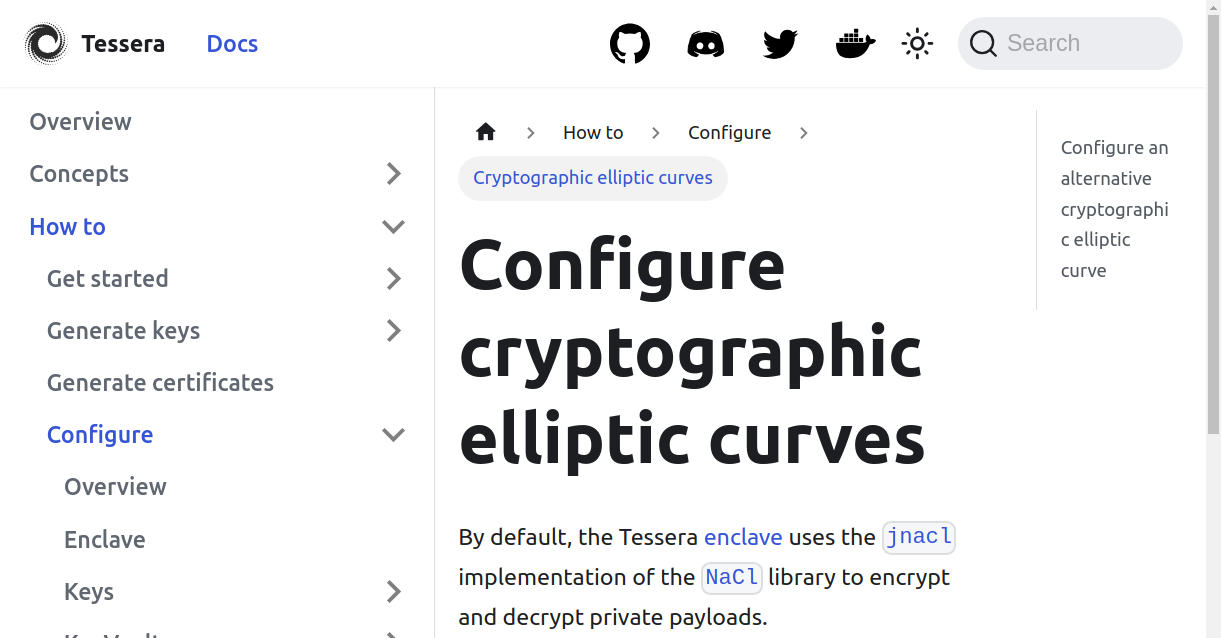 Tessera Docs Search
Overview
Concepts
How to
Get started
Generate keys
Generate certificates
Configure
Overview
Enclave
Keys
How to Configure
Cryptographic elliptic curves
Configure
cryptographic
elliptic curves
By default, the Tessera enclave uses the jnacl
implementation of the NaCl library to encrypt
and decrypt private payloads.
Configure an
alternative
cryptographi
c elliptic
curve